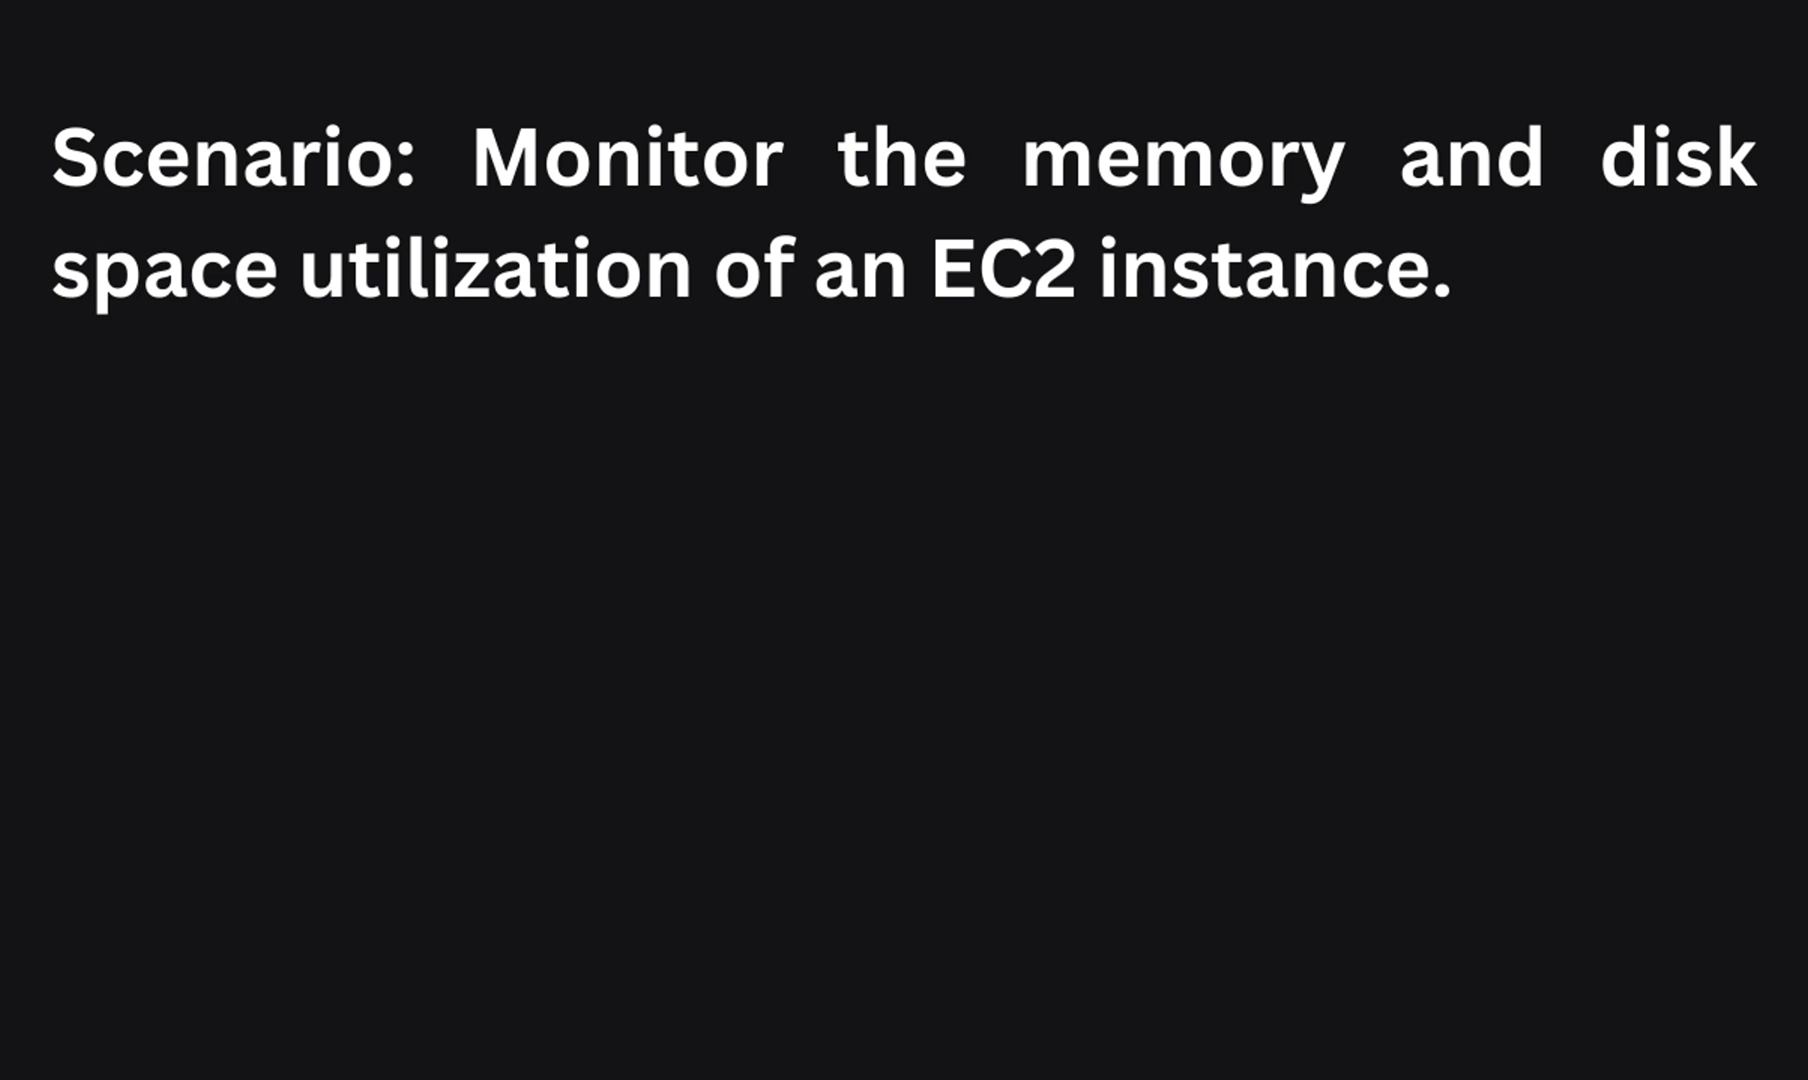 Scenario: Monitor the memory and disk
space utilization of an EC2 instance.